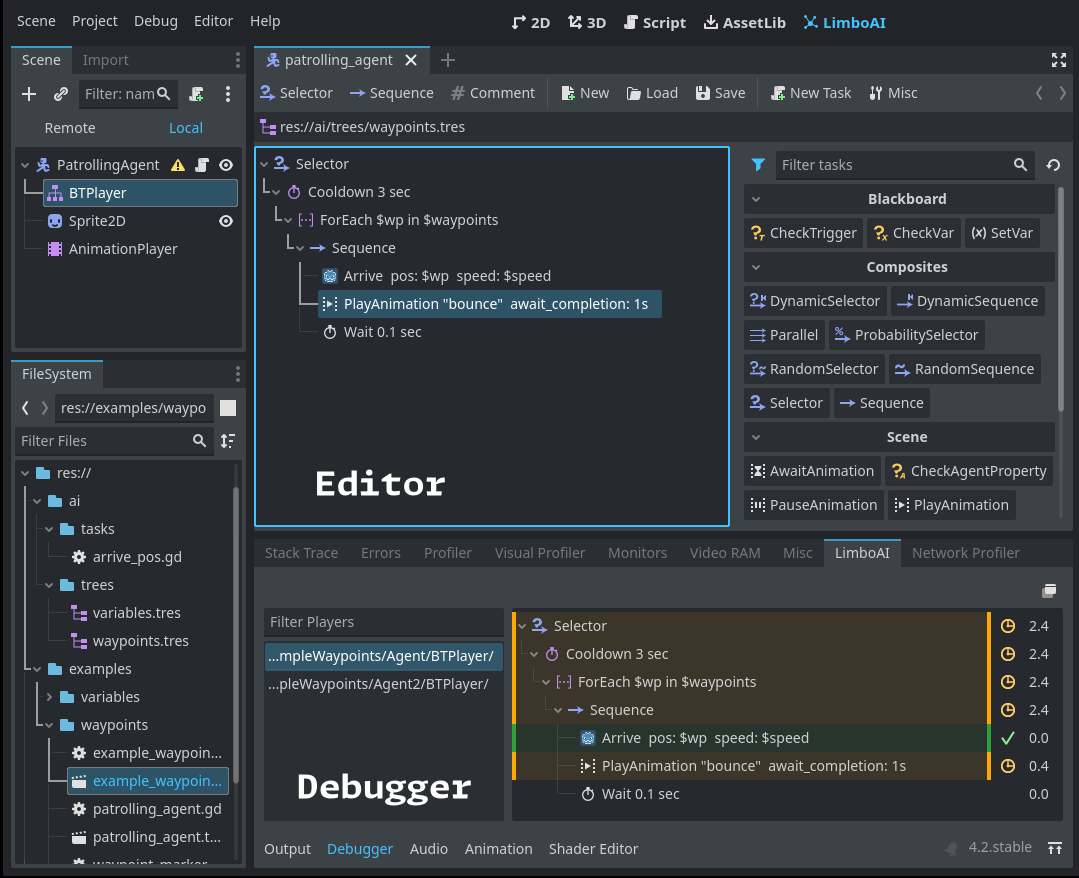 Scene Project Debug Editor Help 2D 3D Script AssetLib LimboAI
Scene Import
Filter: nam
Remote Local
PatrollingAgent
BTPlayer
Sprite2D
AnimationPlayer
FileSystem
res://examples/waypo
Filter Files
res://
ai
tasks
arrive_pos.gd
trees
variables.tres
waypoints.tres
examples
variables
waypoints
example_waypoin...
example_waypoin...
patrolling_agent.gd
patrolling_agent.t...
waypoint_marker
patrolling_agent
Selector Sequence # Comment New Load Save New Task Misc
res://ai/trees/waypoints.tres
Selector
Cooldown 3 sec
ForEach $wp in $waypoints
Sequence
Arrive pos: $wp speed: $speed
PlayAnimation "bounce" await_completion: 1s
Wait 0.1 sec
Editor
Filter tasks
Blackboard
CheckTrigger CheckVar (x) SetVar
Composites
DynamicSelector DynamicSequence
Parallel ProbabilitySelector
RandomSelector RandomSequence
Selector Sequence
Scene
AwaitAnimation CheckAgentProperty
PauseAnimation PlayAnimation
Stack Trace Errors Profiler Visual Profiler Monitors Video RAM Misc LimboAI Network Profiler
Filter Players
...mpleWaypoints/Agent/BTPlayer/
...pleWaypoints/Agent2/BTPlayer/
Debugger
Selector 2.4
Cooldown 3 sec 2.4
ForEach $wp in $waypoints 2.4
Sequence 2.4
Arrive pos: $wp speed: $speed 0.0
PlayAnimation "bounce" await_completion: 1s 0.4
Wait 0.1 sec 0.0
Output Debugger Audio Animation Shader Editor 4.2.stable